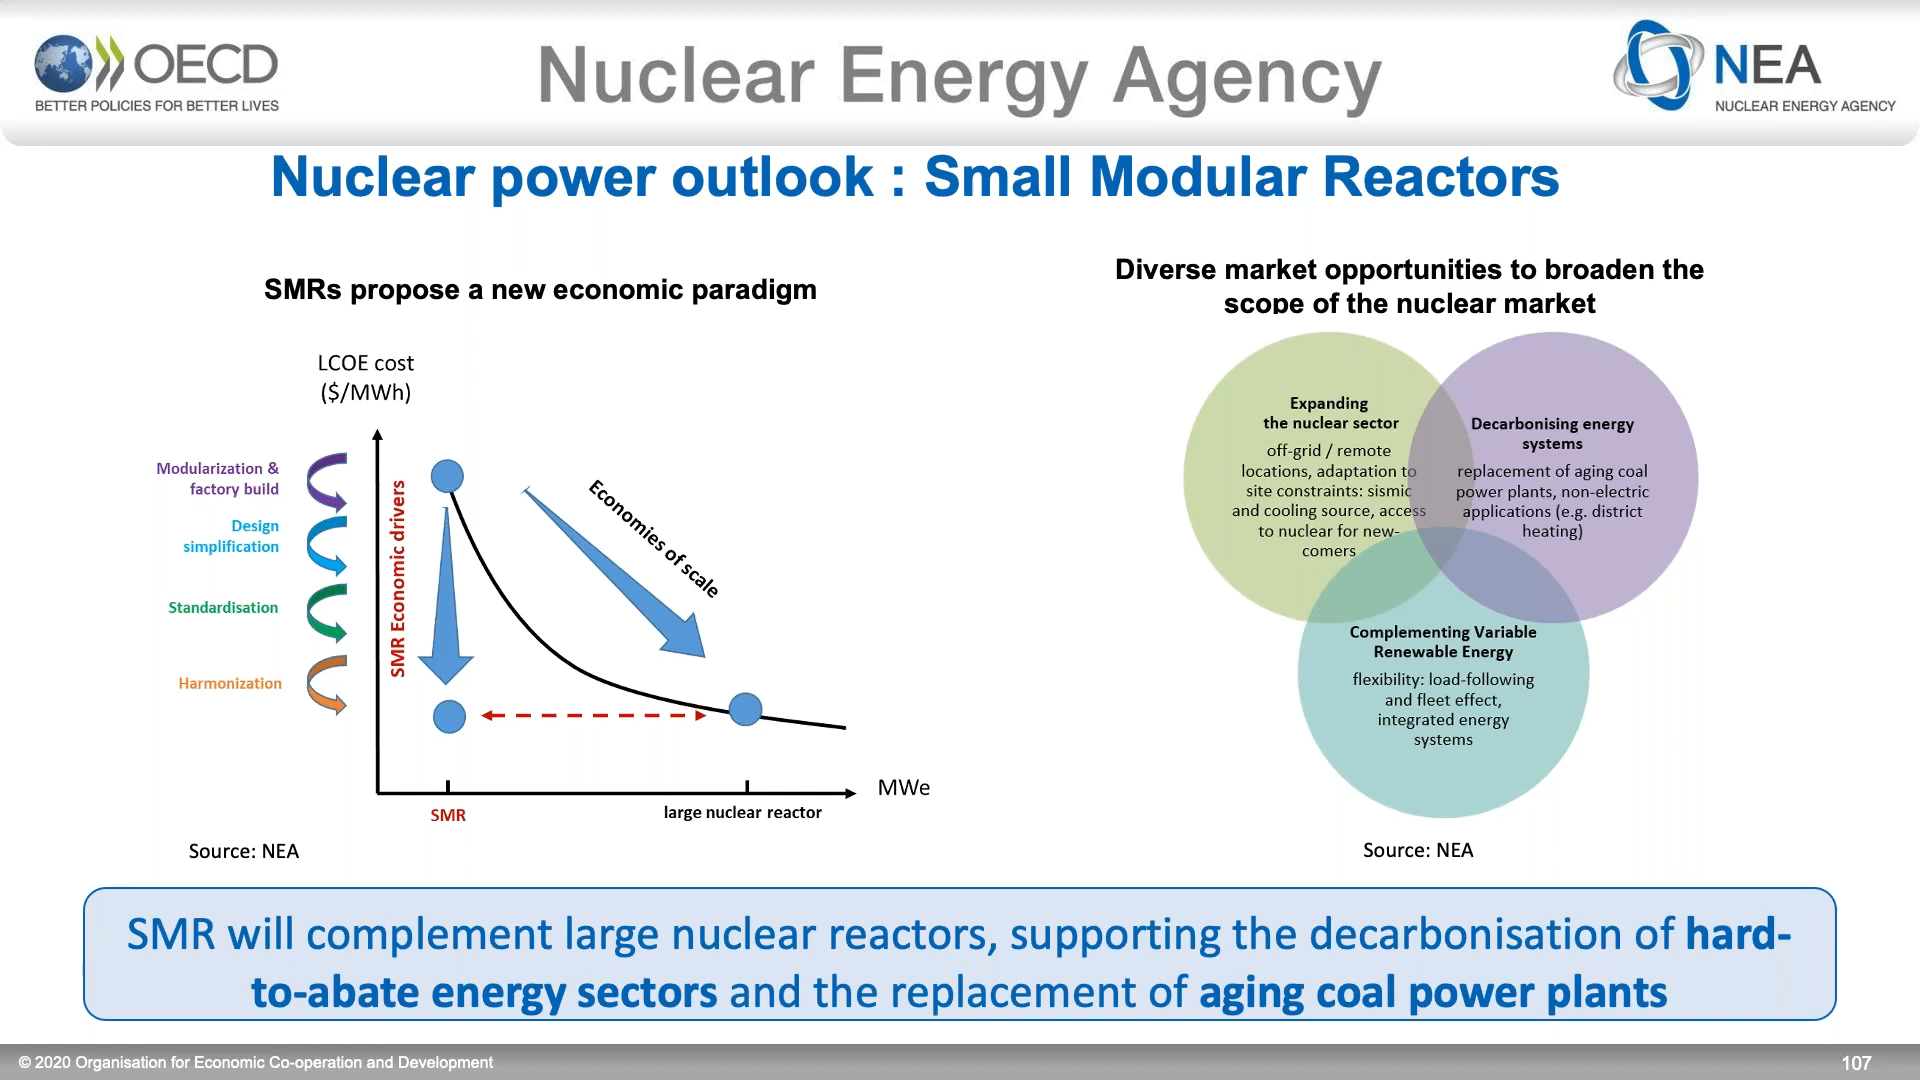 OECD
BETTER POLICIES FOR BETTER LIVES
Nuclear Energy Agency
NEA
NUCLEAR ENERGY AGENCY
Nuclear power outlook : Small Modular Reactors
SMRs propose a new economic paradigm
LCOE cost
($/MWh)
Modularization &
factory build
Design
simplification
Standardisation
Harmonization
SMR Economic drivers
Economies of scale
MWe
SMR
large nuclear reactor
Source: NEA
Diverse market opportunities to broaden the
scope of the nuclear market
Expanding
the nuclear sector
off-grid / remote
locations, adaptation to
site constraints: sismic
and cooling source, access
to nuclear for new-
comers
Decarbonising energy
systems
replacement of aging coal
power plants, non-electric
applications (e.g. district
heating)
Complementing Variable
Renewable Energy
flexibility: load-following
and fleet effect,
integrated energy
systems
Source: NEA
SMR will complement large nuclear reactors, supporting the decarbonisation of hard-
to-abate energy sectors and the replacement of aging coal power plants
© 2020 Organisation for Economic Co-operation and Development
107